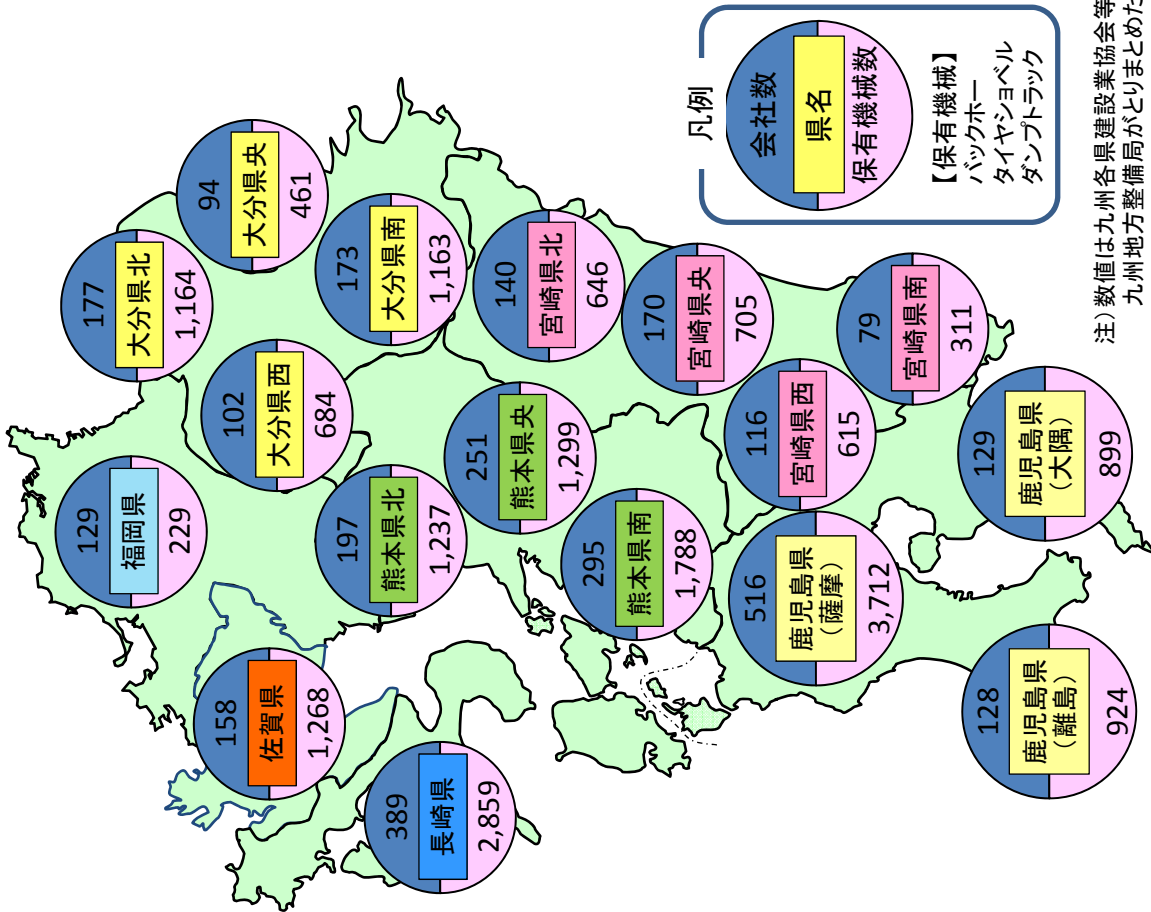 129
福岡県
229
177
大分県北
1,164
94
大分県央
461
102
大分県西
684
173
大分県南
1,163
158
佐賀県
1,268
389
長崎県
2,859
197
熊本県北
1,237
251
熊本県央
1,299
295
熊本県南
1,788
140
宮崎県北
646
170
宮崎県央
705
116
宮崎県西
615
79
宮崎県南
311
516
鹿児島県
（薩摩）
3,712
129
鹿児島県
（大隅）
899
128
鹿児島県
（離島）
924
凡例
会社数
県名
保有機械数
【保有機械】
バックホー
タイヤショベル
ダンプトラック
注）数値は九州各県建設業協会等
九州地方整備局がとりまとめた